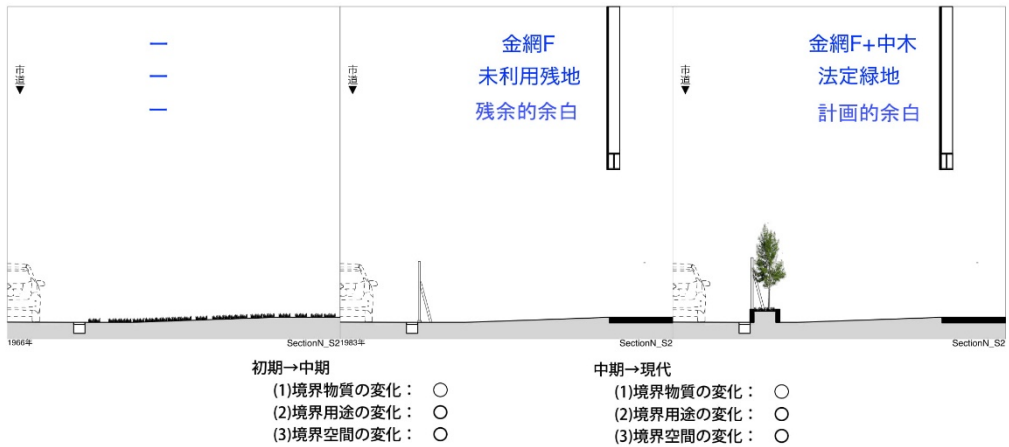 —
—
—
市道
▼
1966年
SectionN_S2
金網F
未利用残地
残余的余白
市道
▼
1983年
SectionN_S2
金網F+中木
法定緑地
計画的余白
市道
▼
SectionN_S2
初期→中期
(1)境界物質の変化： ○
(2)境界用途の変化： ○
(3)境界空間の変化： ○
中期→現代
(1)境界物質の変化： ○
(2)境界用途の変化： ○
(3)境界空間の変化： ○